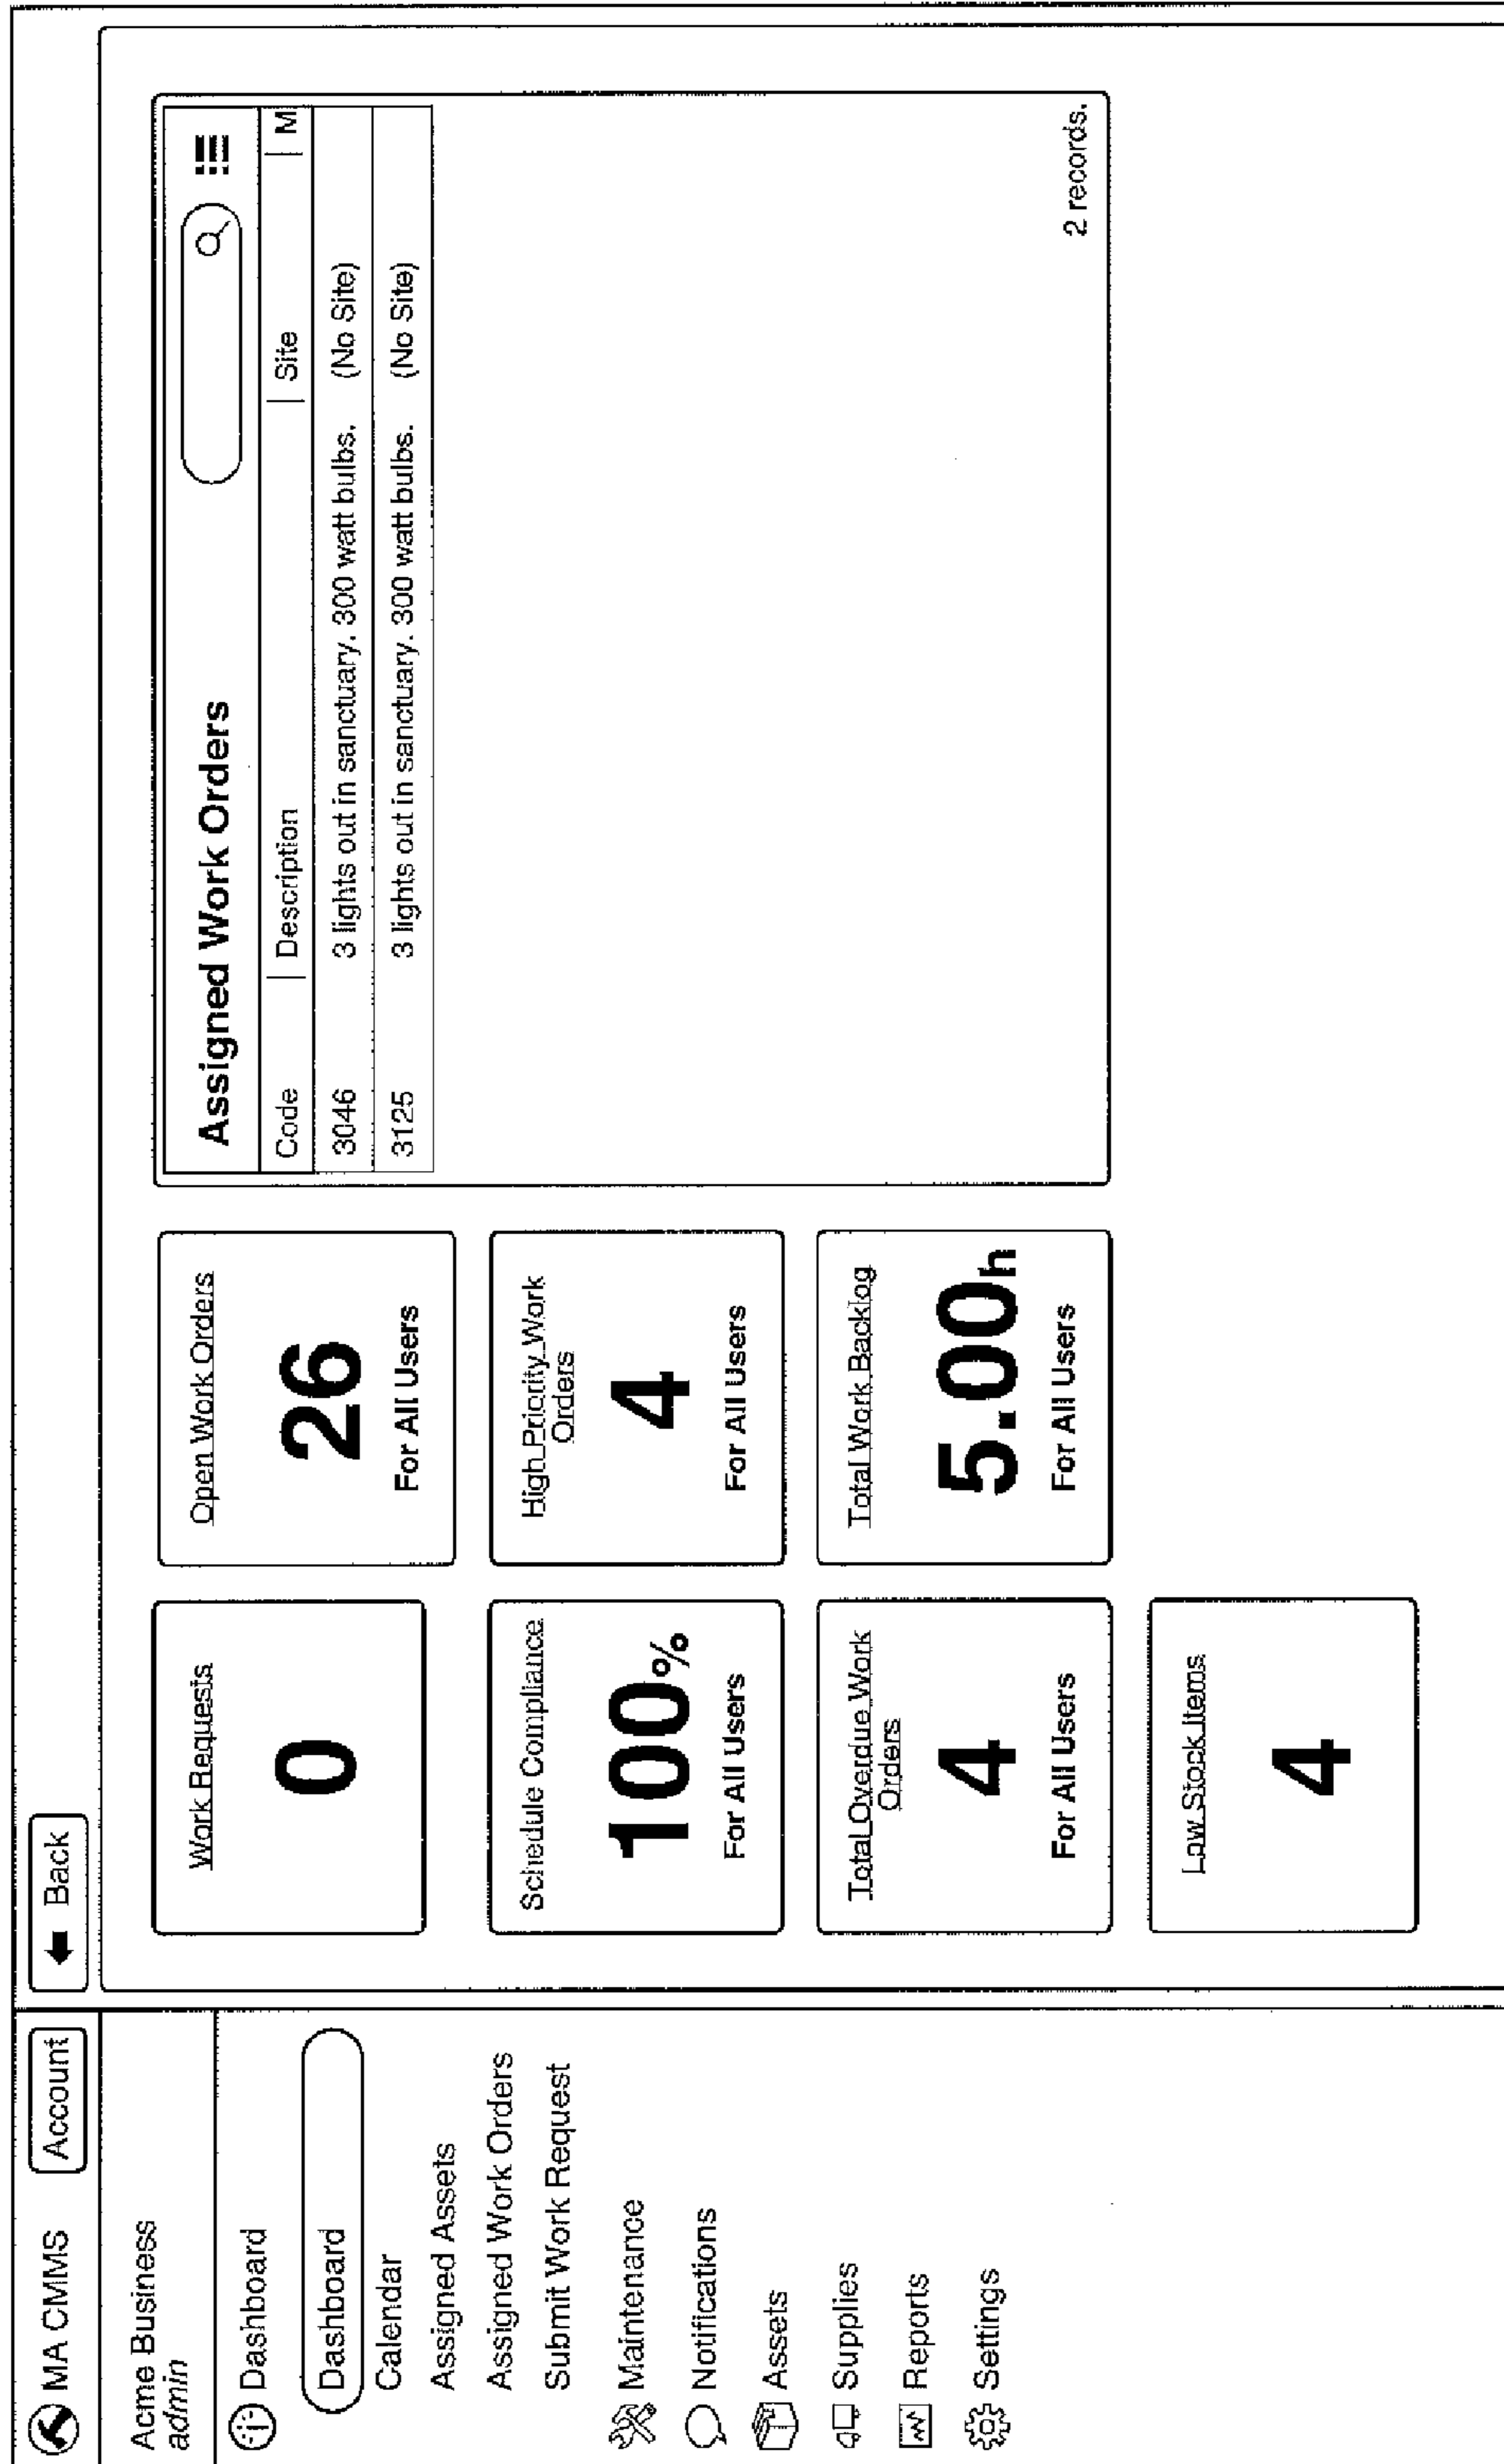 MA CMMS
Account
Back
Acme Business
admin
Dashboard
Dashboard
Calendar
Assigned Assets
Assigned Work Orders
Submit Work Request
Maintenance
Notifications
Assets
Supplies
Reports
Settings
Work Requests
0
Open Work Orders
26
For All Users
Schedule Compliance
100%
For All Users
High Priority Work
Orders
4
For All Users
Total Overdue Work
Orders
4
For All Users
Total Work Backlog
5.00h
For All Users
Low Stock Items
4
Assigned Work Orders
Code | Description | Site | M
3046 3 lights out in sanctuary. 300 watt bulbs. (No Site)
3125 3 lights out in sanctuary. 300 watt bulbs. (No Site)
2 records.